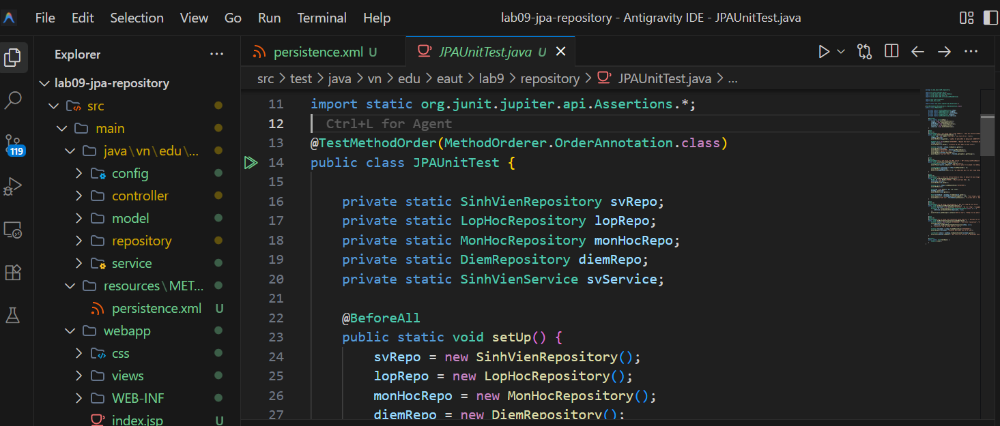 File Edit Selection View Go Run Terminal Help
lab09-jpa-repository - Antigravity IDE - JPAUnitTest.java
Explorer
lab09-jpa-repository
src
main
java\vn\edu\...
config
controller
model
repository
service
resources\MET...
persistence.xml U
webapp
css
views
WEB-INF
index.jsp U
119
persistence.xml U
JPAUnitTest.java U
src > test > java > vn > edu > eaut > lab9 > repository > JPAUnitTest.java > ...
11 import static org.junit.jupiter.api.Assertions.*;
12 Ctrl+L for Agent
13 @TestMethodOrder(MethodOrderer.OrderAnnotation.class)
14 public class JPAUnitTest {
15
16 private static SinhVienRepository svRepo;
17 private static LopHocRepository lopRepo;
18 private static MonHocRepository monHocRepo;
19 private static DiemRepository diemRepo;
20 private static SinhVienService svService;
21
22 @BeforeAll
23 public static void setUp() {
24 svRepo = new SinhVienRepository();
25 lopRepo = new LopHocRepository();
26 monHocRepo = new MonHocRepository();
27 diemRepo = new DiemRepository();